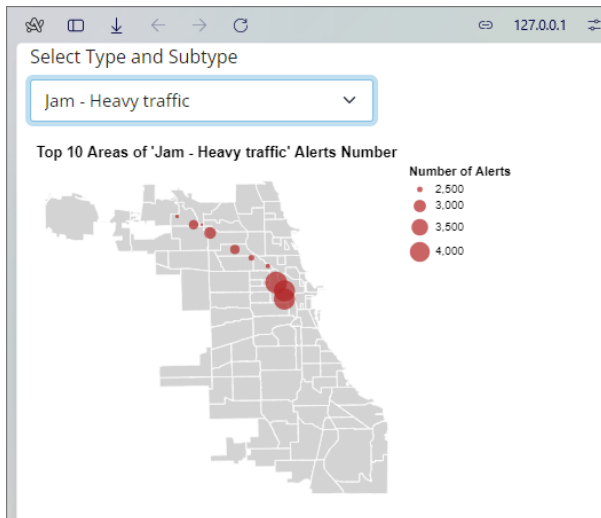 127.0.0.1
Select Type and Subtype
Jam - Heavy traffic
Top 10 Areas of 'Jam - Heavy traffic' Alerts Number
Number of Alerts
2,500
3,000
3,500
4,000